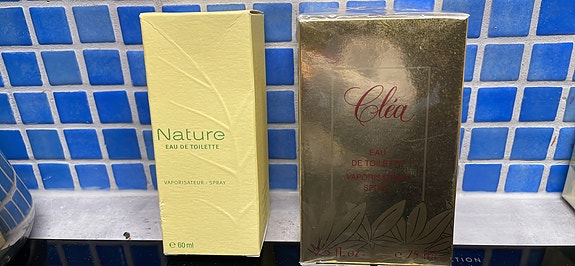 Nature
EAU DE TOILETTE
VAPORISATEUR - SPRAY
℮ 60 ml
Cléa
EAU
DE TOILETTE
VAPORISATEUR
SPRAY